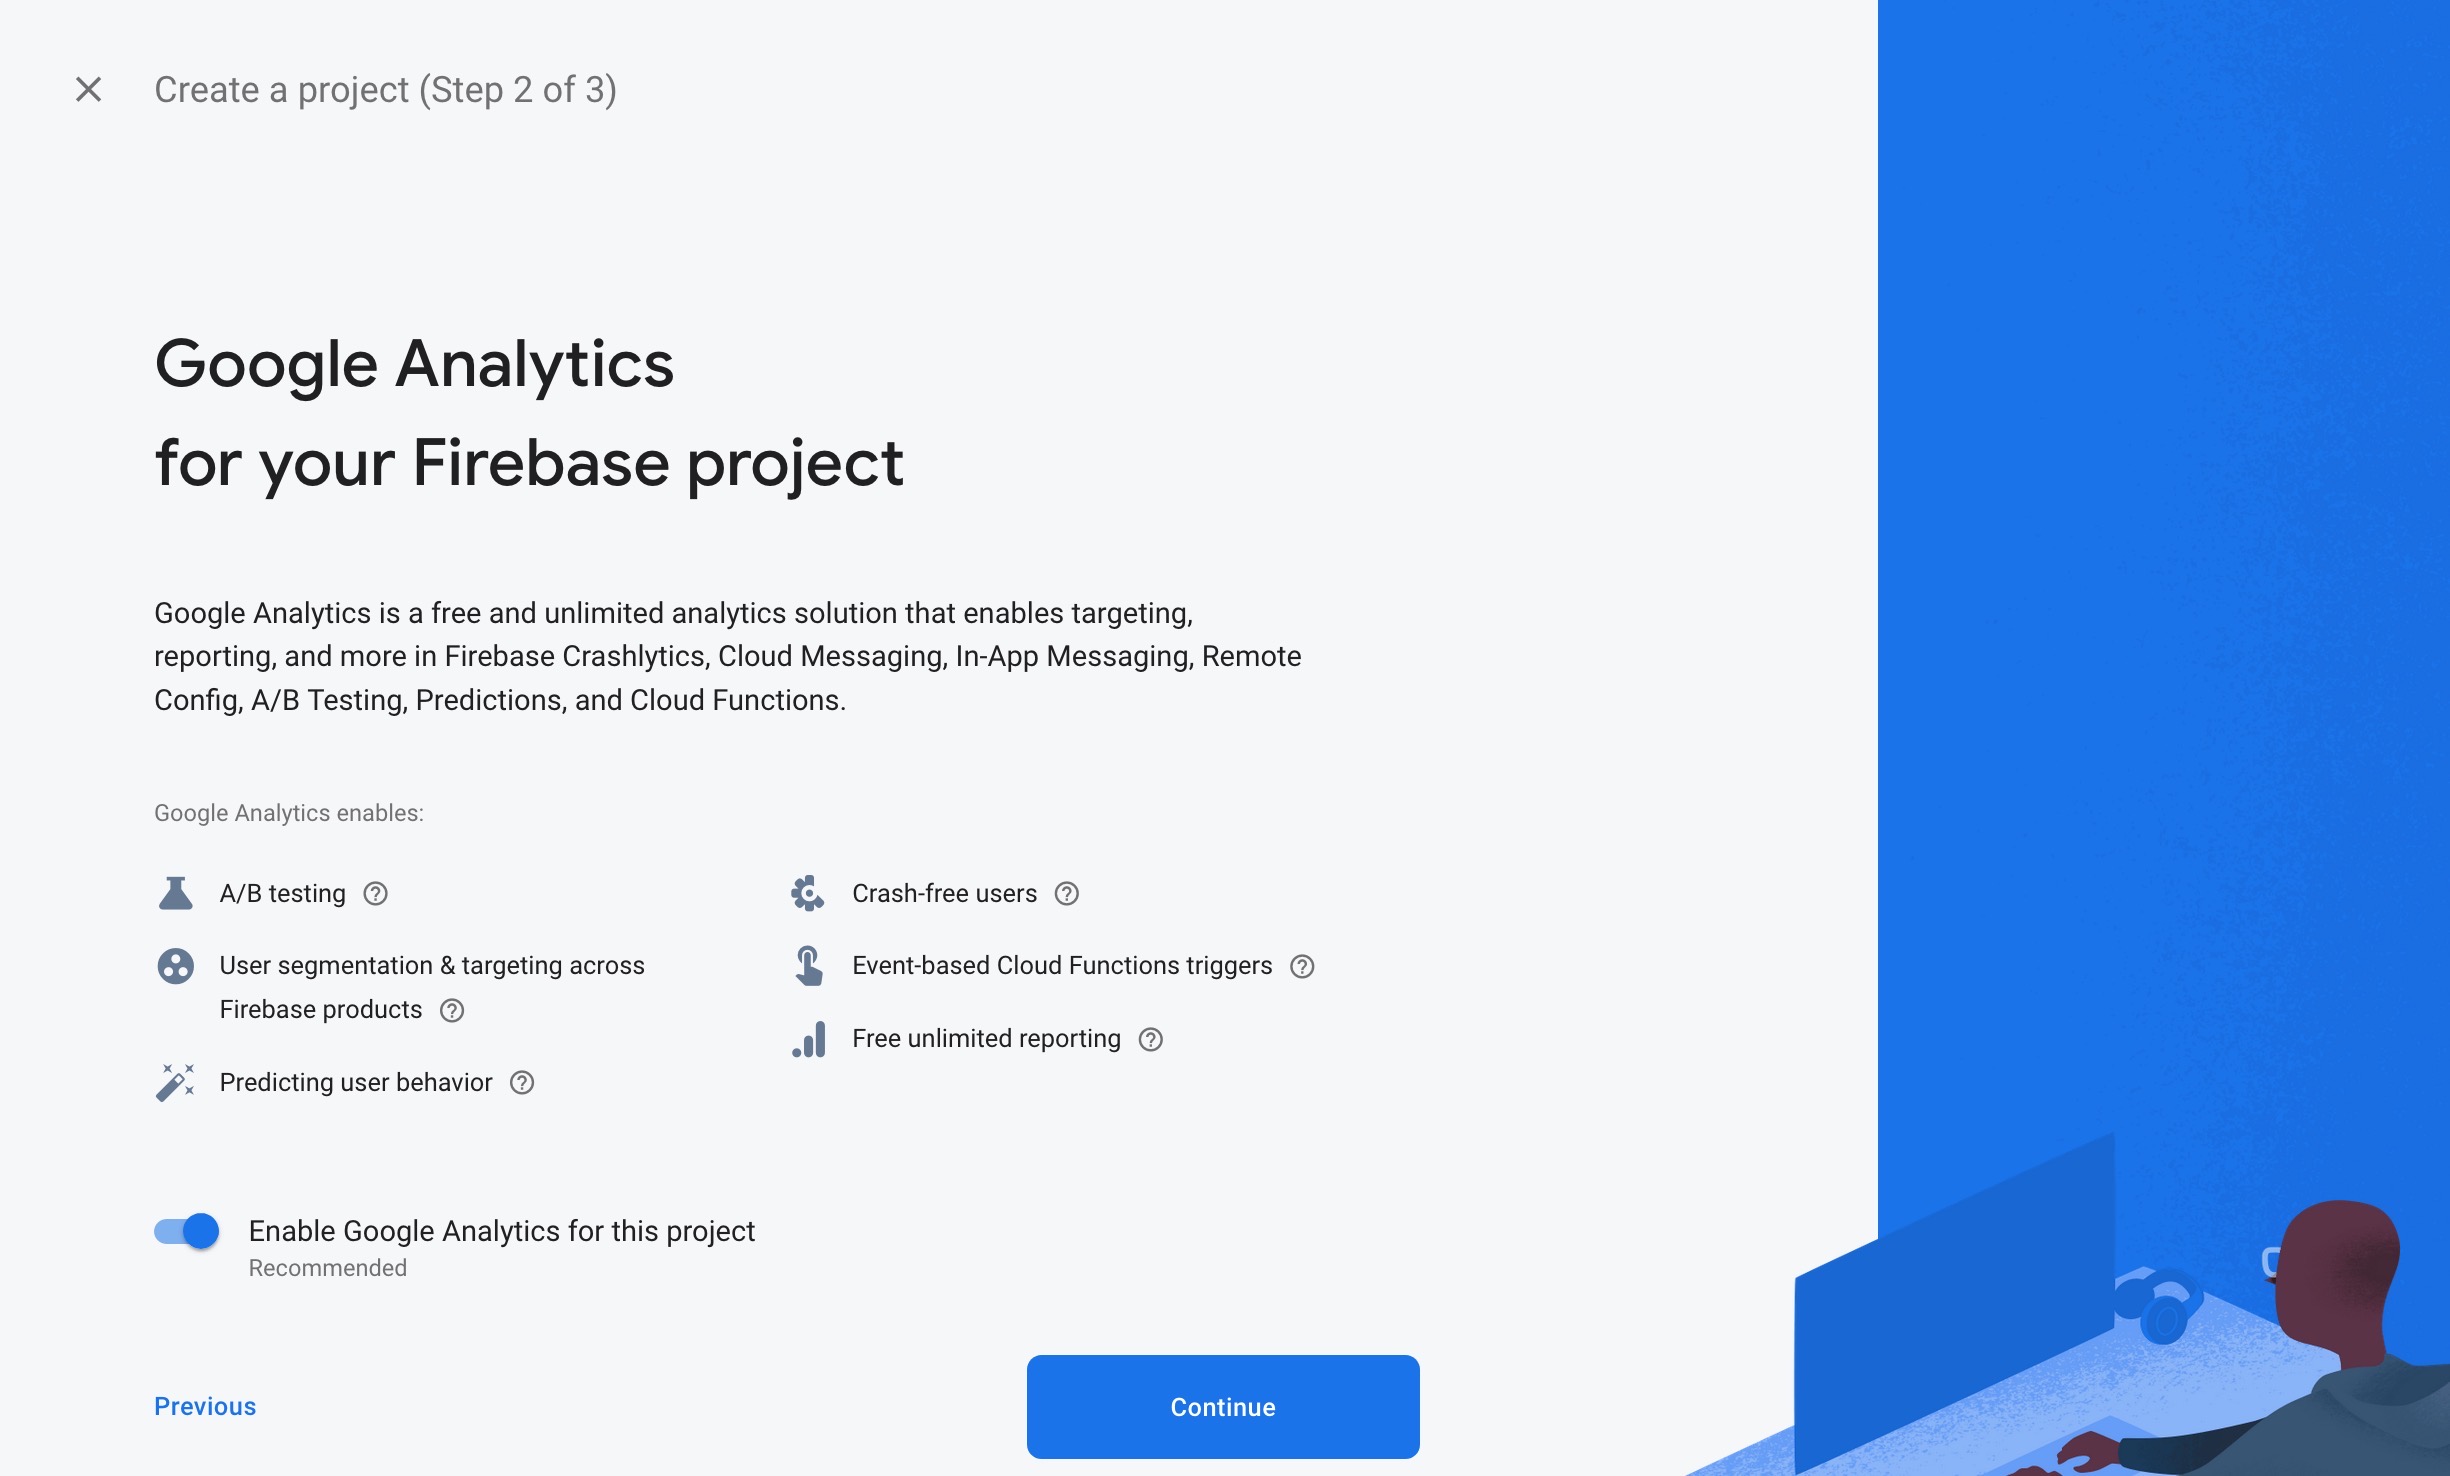 Create a project (Step 2 of 3)
Google Analytics
for your Firebase project
Google Analytics is a free and unlimited analytics solution that enables targeting,
reporting, and more in Firebase Crashlytics, Cloud Messaging, In-App Messaging, Remote
Config, A/B Testing, Predictions, and Cloud Functions.
Google Analytics enables:
A/B testing
User segmentation & targeting across
Firebase products
Predicting user behavior
Crash-free users
Event-based Cloud Functions triggers
Free unlimited reporting
Enable Google Analytics for this project
Recommended
Previous
Continue